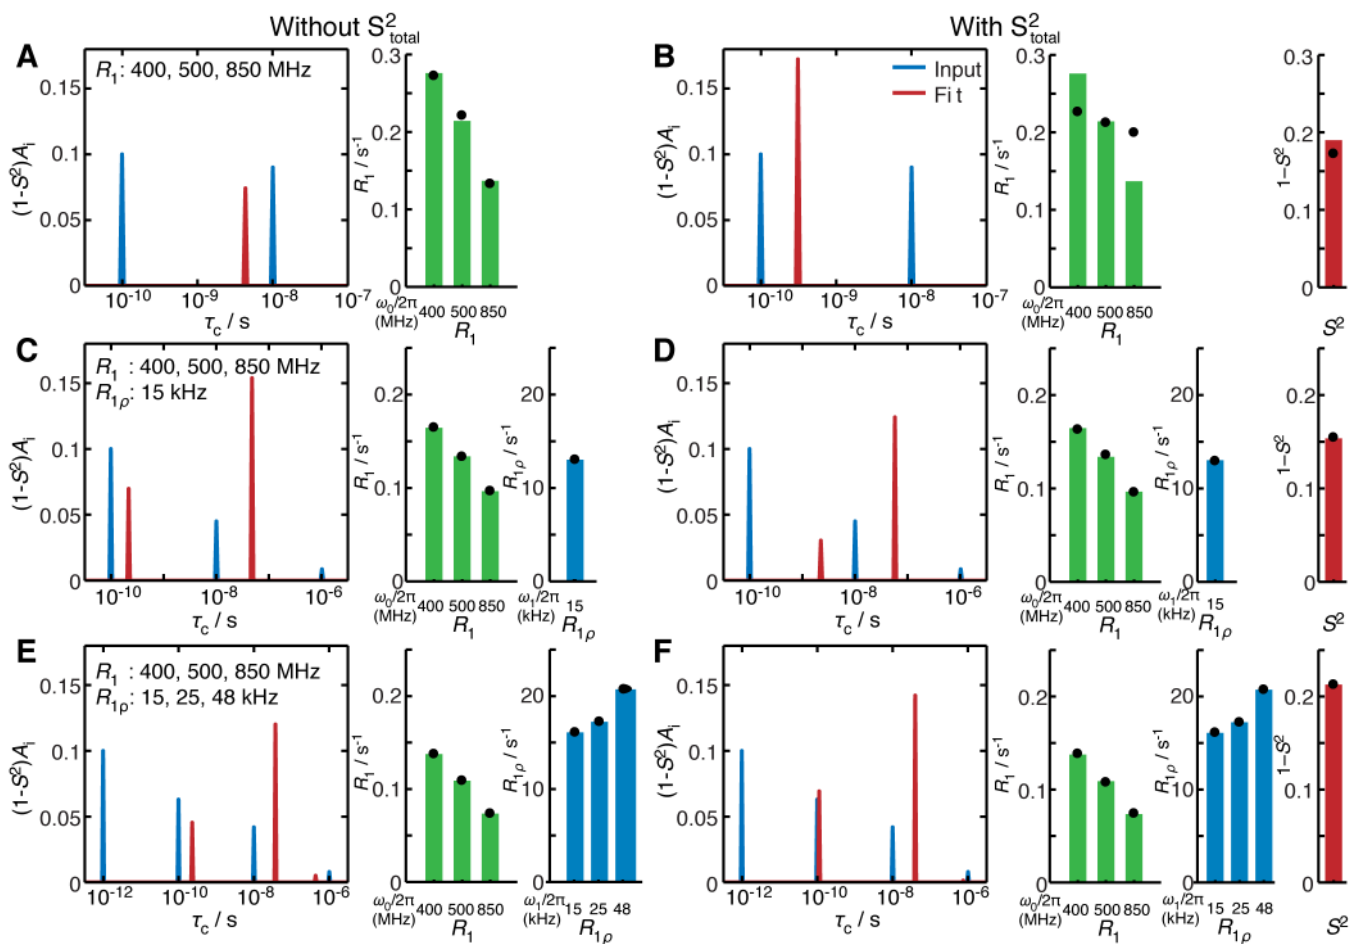 Without S²total
With S²total
A
R₁: 400, 500, 850 MHz
(1-S²)Aᵢ
0.15
0.1
0.05
0
10⁻¹⁰ 10⁻⁹ 10⁻⁸ 10⁻⁷
τc / s
R₁ / s⁻¹
0.3
0.2
0.1
0
ω₀/2π (MHz) 400 500 850
R₁
B
Input
Fit
(1-S²)Aᵢ
0.15
0.1
0.05
0
10⁻¹⁰ 10⁻⁹ 10⁻⁸ 10⁻⁷
τc / s
R₁ / s⁻¹
0.3
0.2
0.1
0
ω₀/2π (MHz) 400 500 850
R₁
1−S²
0.3
0.2
0.1
0
S²
C
R₁ : 400, 500, 850 MHz
R₁ρ: 15 kHz
(1-S²)Aᵢ
0.15
0.1
0.05
0
10⁻¹⁰ 10⁻⁸ 10⁻⁶
τc / s
R₁ / s⁻¹
0.2
0.1
0
ω₀/2π (MHz) 400 500 850
R₁
R₁ρ / s⁻¹
20
10
0
ω₁/2π (kHz) 15
R₁ρ
D
(1-S²)Aᵢ
0.15
0.1
0.05
0
10⁻¹⁰ 10⁻⁸ 10⁻⁶
τc / s
R₁ / s⁻¹
0.2
0.1
0
ω₀/2π (MHz) 400 500 850
R₁
R₁ρ / s⁻¹
20
10
0
ω₁/2π (kHz) 15
R₁ρ
1−S²
0.2
0.1
0
S²
E
R₁ : 400, 500, 850 MHz
R₁ρ: 15, 25, 48 kHz
(1-S²)Aᵢ
0.15
0.1
0.05
0
10⁻¹² 10⁻¹⁰ 10⁻⁸ 10⁻⁶
τc / s
R₁ / s⁻¹
0.2
0.1
0
ω₀/2π (MHz) 400 500 850
R₁
R₁ρ / s⁻¹
20
10
0
ω₁/2π (kHz) 15 25 48
R₁ρ
F
(1-S²)Aᵢ
0.15
0.1
0.05
0
10⁻¹² 10⁻¹⁰ 10⁻⁸ 10⁻⁶
τc / s
R₁ / s⁻¹
0.2
0.1
0
ω₀/2π (MHz) 400 500 850
R₁
R₁ρ / s⁻¹
20
10
0
ω₁/2π (kHz) 15 25 48
R₁ρ
1−S²
0.2
0.1
0
S²